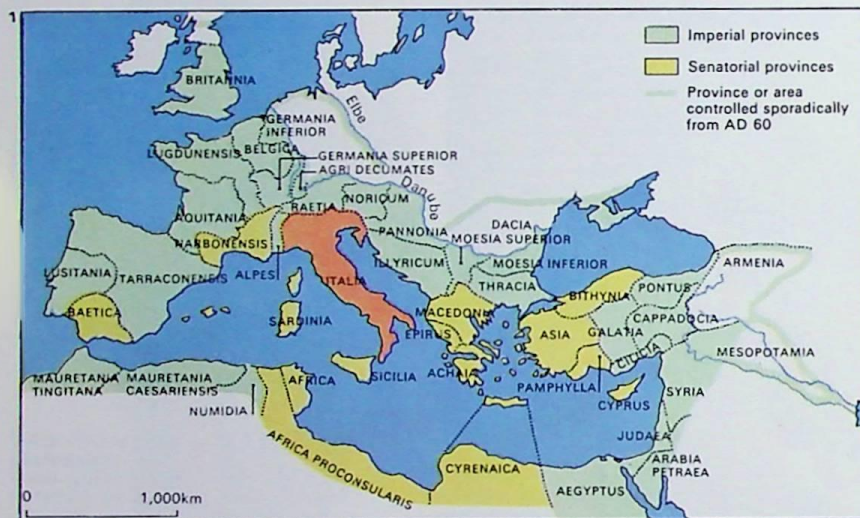 1
Imperial provinces
Senatorial provinces
Province or area
controlled sporadically
from AD 60
BRITANNIA
Elbe
GERMANIA
INFERIOR
BELGICA
LUGDUNENSIS
GERMANIA SUPERIOR
AGRI DECUMATES
Danube
NORICUM
RAETIA
AQUITANIA
PANNONIA
DACIA
MOESIA SUPERIOR
NARBONENSIS
ILLYRICUM
MOESIA INFERIOR
ARMENIA
LUSITANIA
TARRACONENSIS
ALPES
ITALIA
THRACIA
BITHYNIA
PONTUS
BAETICA
SARDINIA
MACEDONIA
CAPPADOCIA
EPIRUS
ASIA
GALATIA
CILICIA
MESOPOTAMIA
MAURETANIA
TINGITANA
MAURETANIA
CAESARIENSIS
AFRICA
SICILIA
ACHAIA
PAMPHYLLA
CYPRUS
SYRIA
NUMIDIA
JUDAEA
AFRICA PROCONSULARIS
CYRENAICA
ARABIA
PETRAEA
AEGYPTUS
0
1,000km